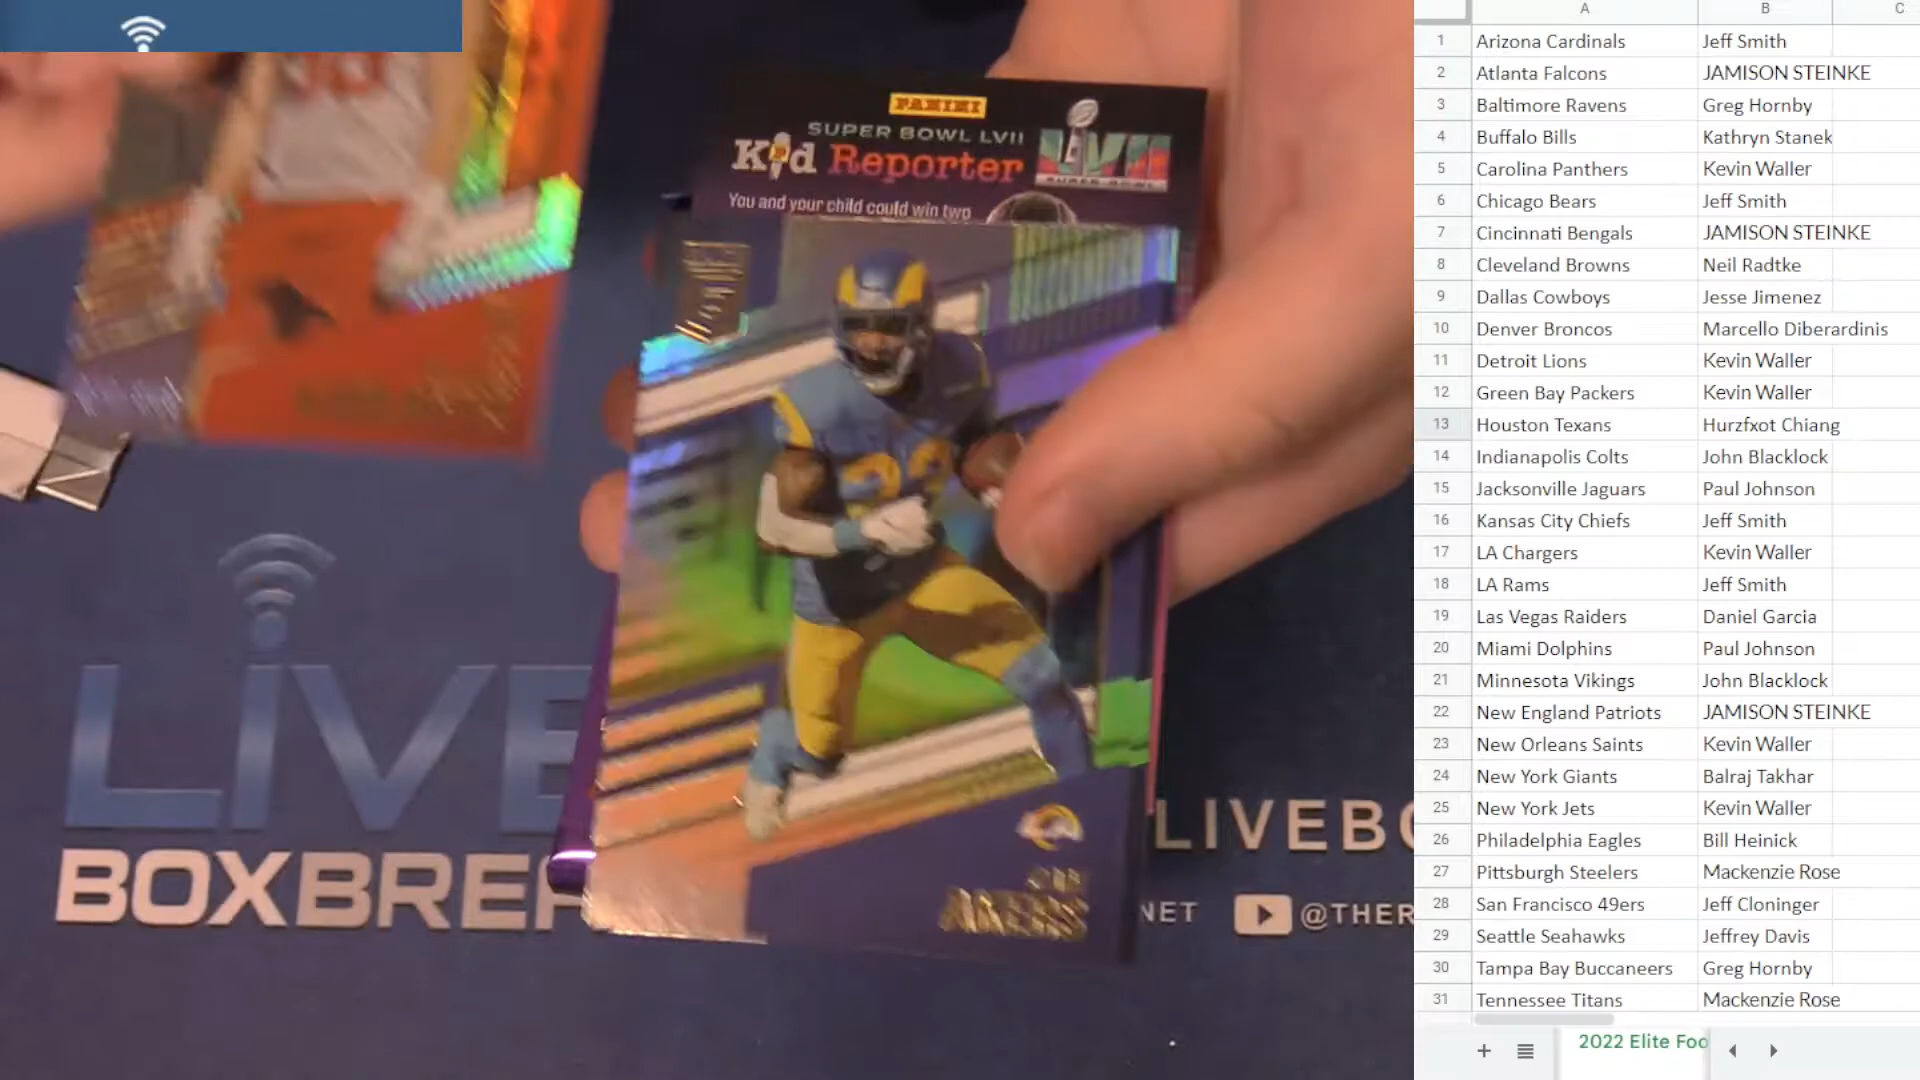 PANINI
SUPER BOWL LVII
Kid Reporter
LVII
SUPER BOWL
You and your child could win two
23
CAM
AKERS
LIVE
BOXBRE
LIVEB
NET
@THER
A B C
1 Arizona Cardinals Jeff Smith
2 Atlanta Falcons JAMISON STEINKE
3 Baltimore Ravens Greg Hornby
4 Buffalo Bills Kathryn Stanek
5 Carolina Panthers Kevin Waller
6 Chicago Bears Jeff Smith
7 Cincinnati Bengals JAMISON STEINKE
8 Cleveland Browns Neil Radtke
9 Dallas Cowboys Jesse Jimenez
10 Denver Broncos Marcello Diberardinis
11 Detroit Lions Kevin Waller
12 Green Bay Packers Kevin Waller
13 Houston Texans Hurzfxot Chiang
14 Indianapolis Colts John Blacklock
15 Jacksonville Jaguars Paul Johnson
16 Kansas City Chiefs Jeff Smith
17 LA Chargers Kevin Waller
18 LA Rams Jeff Smith
19 Las Vegas Raiders Daniel Garcia
20 Miami Dolphins Paul Johnson
21 Minnesota Vikings John Blacklock
22 New England Patriots JAMISON STEINKE
23 New Orleans Saints Kevin Waller
24 New York Giants Balraj Takhar
25 New York Jets Kevin Waller
26 Philadelphia Eagles Bill Heinick
27 Pittsburgh Steelers Mackenzie Rose
28 San Francisco 49ers Jeff Cloninger
29 Seattle Seahawks Jeffrey Davis
30 Tampa Bay Buccaneers Greg Hornby
31 Tennessee Titans Mackenzie Rose
2022 Elite Foo